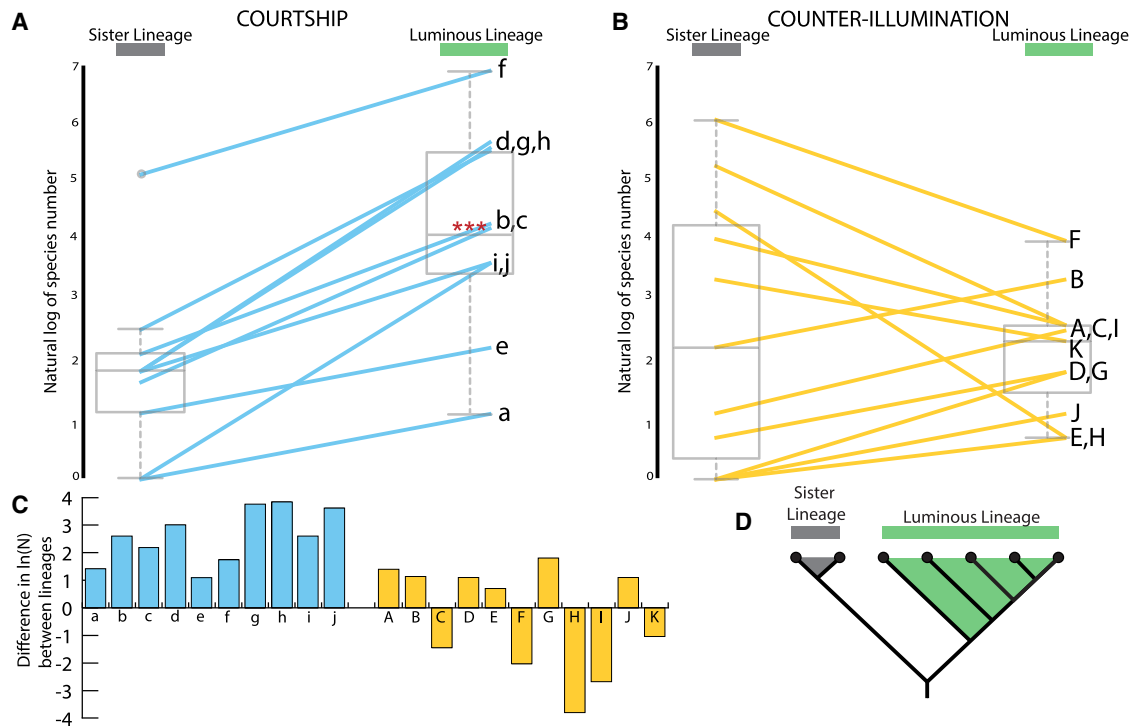 A
COURTSHIP
Sister Lineage
Luminous Lineage
Natural log of species number
7
6
5
4
3
2
1
0
f
d,g,h
b,c
***
i,j
e
a
B
COUNTER-ILLUMINATION
Sister Lineage
Luminous Lineage
Natural log of species number
7
6
5
4
3
2
1
0
F
B
A,C,I
K
D,G
J
E,H
C
Difference in ln(N)
between lineages
4
3
2
1
0
-1
-2
-3
-4
a b c d e f g h i j
A B C D E F G H I J K
D
Sister
Lineage
Luminous Lineage